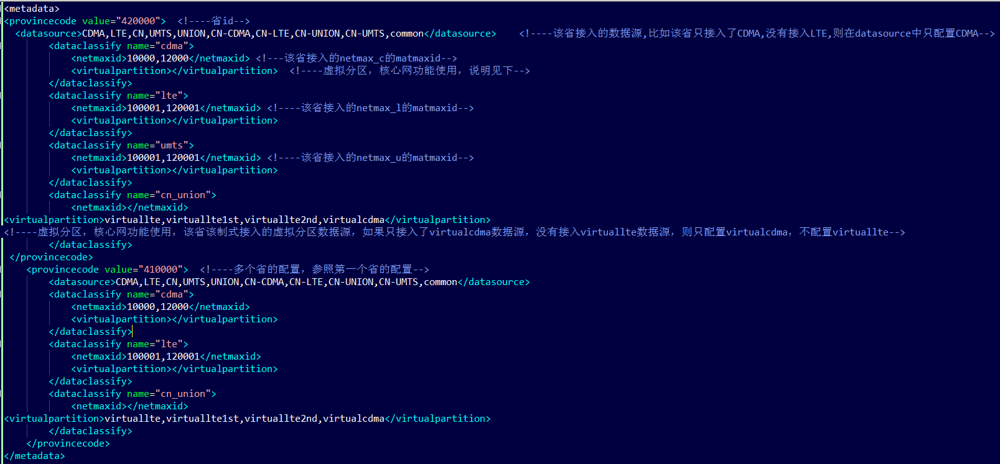 <metadata>
<provincecode value="420000">  <!----省id-->
  <datasource>CDMA,LTE,CN,UMTS,UNION,CN-CDMA,CN-LTE,CN-UNION,CN-UMTS,common</datasource>    <!----该省接入的数据源,比如该省只接入了CDMA,没有接入LTE,则在datasource中只配置CDMA-->
        <dataclassify name="cdma">
            <netmaxid>10000,12000</netmaxid> <!---该省接入的netmax_c的matmaxid-->
            <virtualpartition></virtualpartition>  <!----虚拟分区，核心网功能使用，说明见下-->
        </dataclassify>
        <dataclassify name="lte">
            <netmaxid>100001,120001</netmaxid> <!----该省接入的netmax_l的matmaxid-->
            <virtualpartition></virtualpartition>
        </dataclassify>
        <dataclassify name="umts">
            <netmaxid>100001,120001</netmaxid> <!----该省接入的netmax_u的matmaxid-->
            <virtualpartition></virtualpartition>
        </dataclassify>
        <dataclassify name="cn_union">
            <netmaxid></netmaxid>
<virtualpartition>virtuallte,virtuallte1st,virtuallte2nd,virtualcdma</virtualpartition>
<!----虚拟分区，核心网功能使用，该省该制式接入的虚拟分区数据源，如果只接入了virtualcdma数据源，没有接入virtuallte数据源，则只配置virtualcdma，不配置virtuallte-->
        </dataclassify>
 </provincecode>
    <provincecode value="410000">  <!----多个省的配置，参照第一个省的配置-->
        <datasource>CDMA,LTE,CN,UMTS,UNION,CN-CDMA,CN-LTE,CN-UNION,CN-UMTS,common</datasource>
        <dataclassify name="cdma">
            <netmaxid>10000,12000</netmaxid>
            <virtualpartition></virtualpartition>
        </dataclassify>
        <dataclassify name="lte">
            <netmaxid>100001,120001</netmaxid>
            <virtualpartition></virtualpartition>
        </dataclassify>
        <dataclassify name="cn_union">
            <netmaxid></netmaxid>
<virtualpartition>virtuallte,virtuallte1st,virtuallte2nd,virtualcdma</virtualpartition>
        </dataclassify>
    </provincecode>
</metadata>